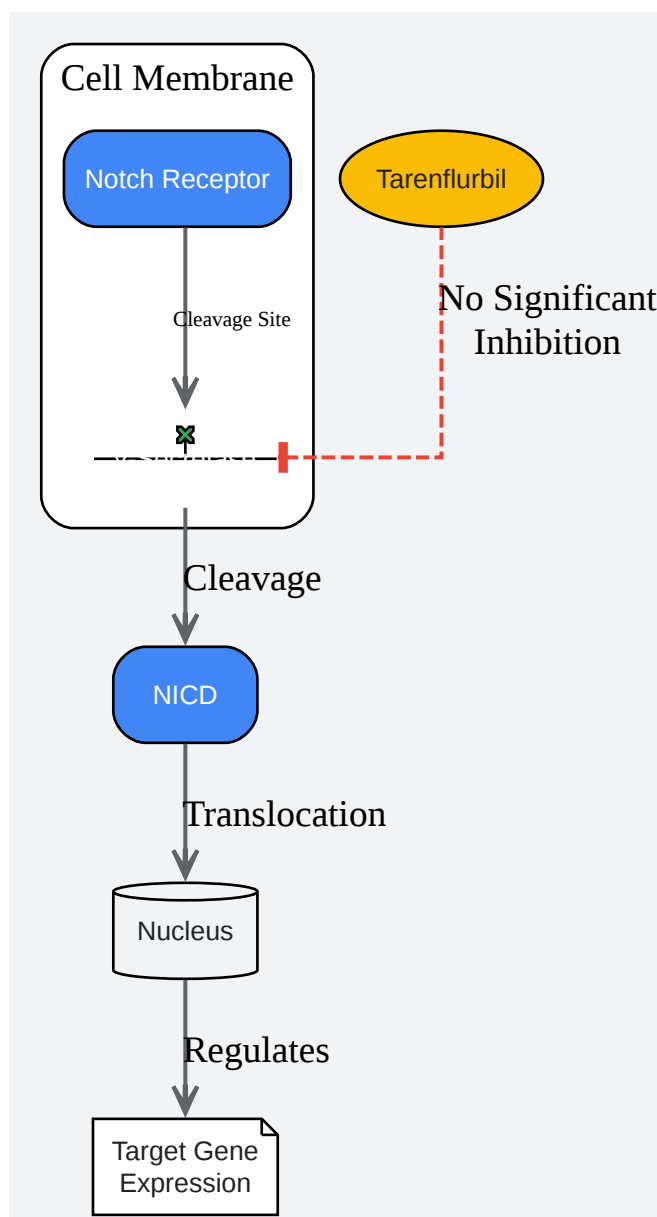 Cell Membrane
Notch Receptor
Tarenflurbil
No Significant
Inhibition
Cleavage Site
Cleavage
NICD
Translocation
Nucleus
Regulates
Target Gene
Expression